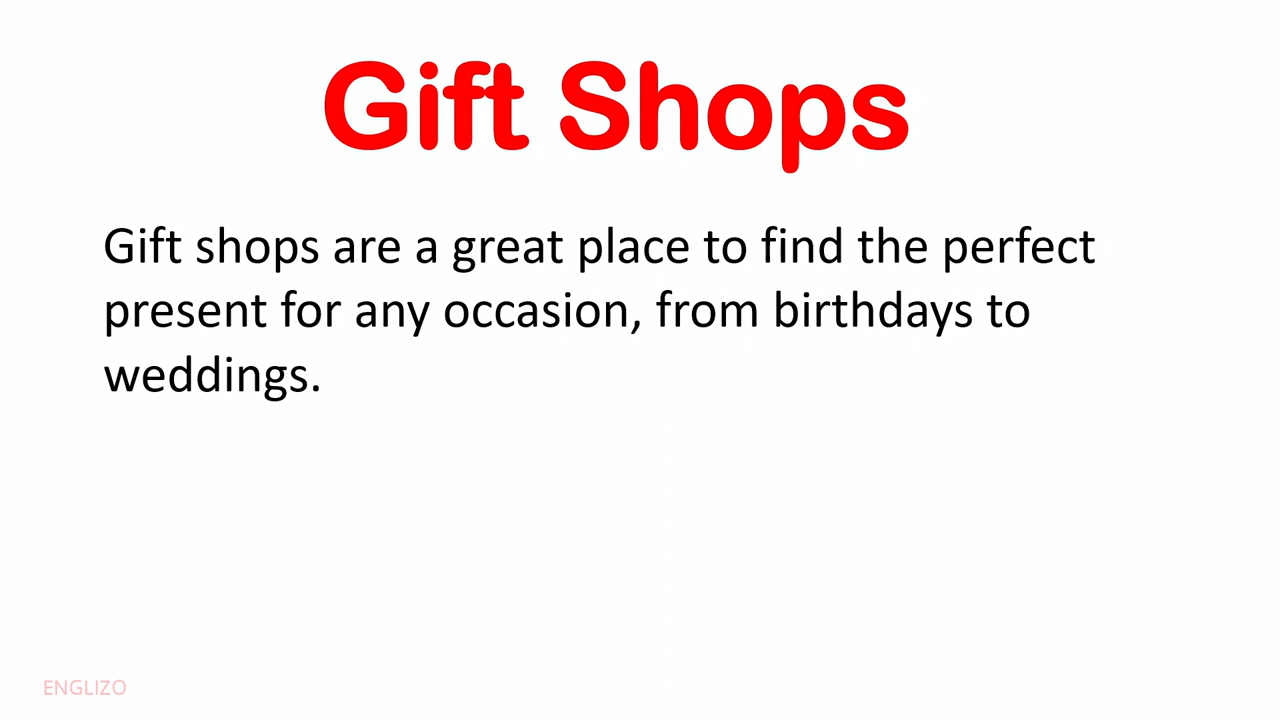 Gift Shops
Gift shops are a great place to find the perfect
present for any occasion, from birthdays to
weddings.
ENGLIZO